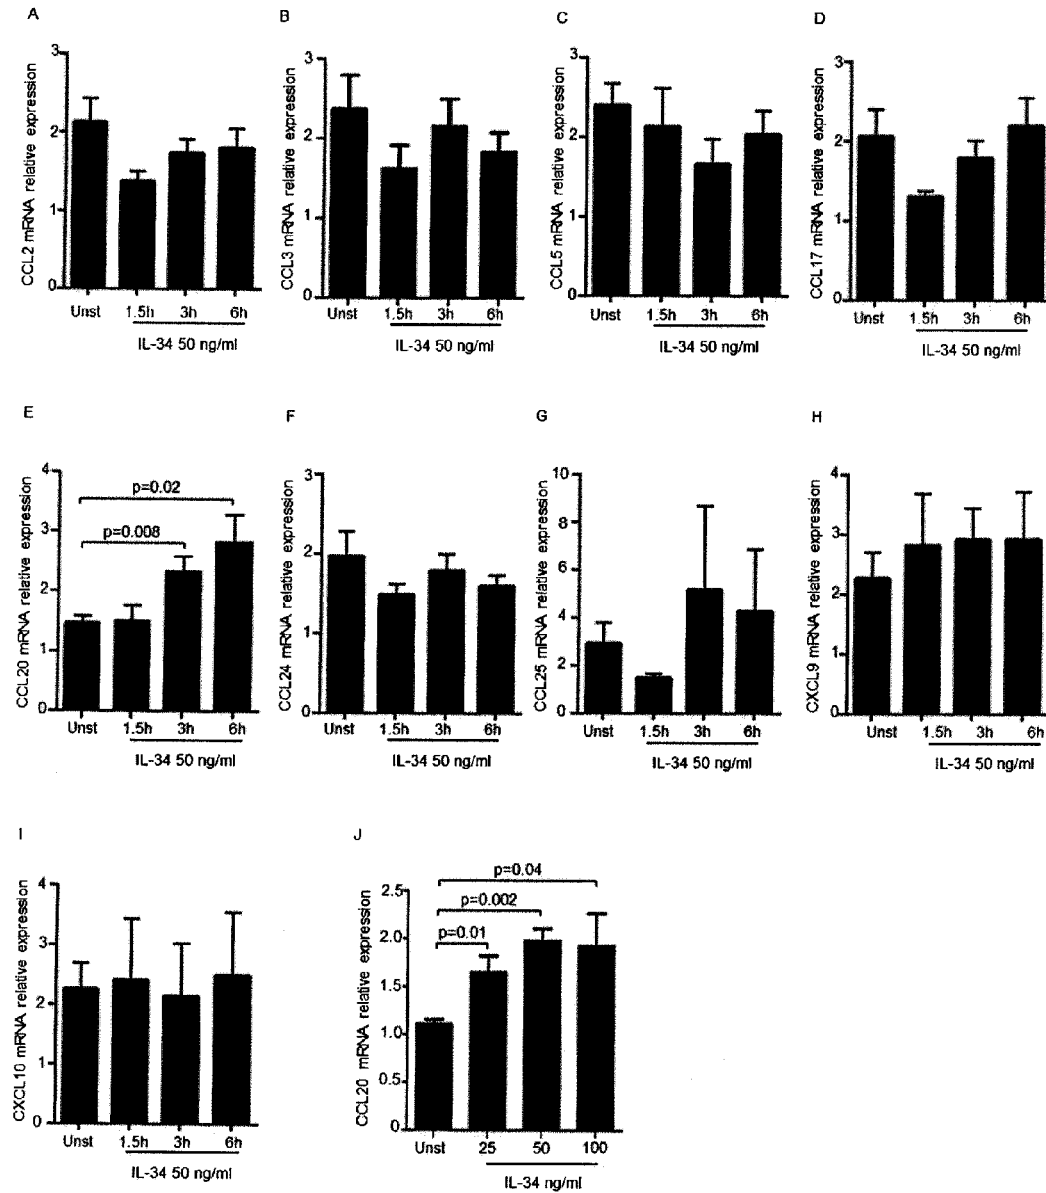 A
CCL2 mRNA relative expression
3
2
1
0
Unst 1.5h 3h 6h
IL-34 50 ng/ml
B
CCL3 mRNA relative expression
3
2
1
0
Unst 1.5h 3h 6h
IL-34 50 ng/ml
C
CCL5 mRNA relative expression
3
2
1
0
Unst 1.5h 3h 6h
IL-34 50 ng/ml
D
CCL17 mRNA relative expression
3
2
1
0
Unst 1.5h 3h 6h
IL-34 50 ng/ml
E
CCL20 mRNA relative expression
4
3
2
1
0
p=0.02
p=0.008
Unst 1.5h 3h 6h
IL-34 50 ng/ml
F
CCL24 mRNA relative expression
3
2
1
0
Unst 1.5h 3h 6h
IL-34 50 ng/ml
G
CCL25 mRNA relative expression
10
8
6
4
2
0
Unst 1.5h 3h 6h
IL-34 50 ng/ml
H
CXCL9 mRNA relative expression
4
3
2
1
0
Unst 1.5h 3h 6h
IL-34 50 ng/ml
I
CXCL10 mRNA relative expression
4
3
2
1
0
Unst 1.5h 3h 6h
IL-34 50 ng/ml
J
CCL20 mRNA relative expression
2.5
2.0
1.5
1.0
0.5
0
p=0.04
p=0.002
p=0.01
Unst 25 50 100
IL-34 ng/ml